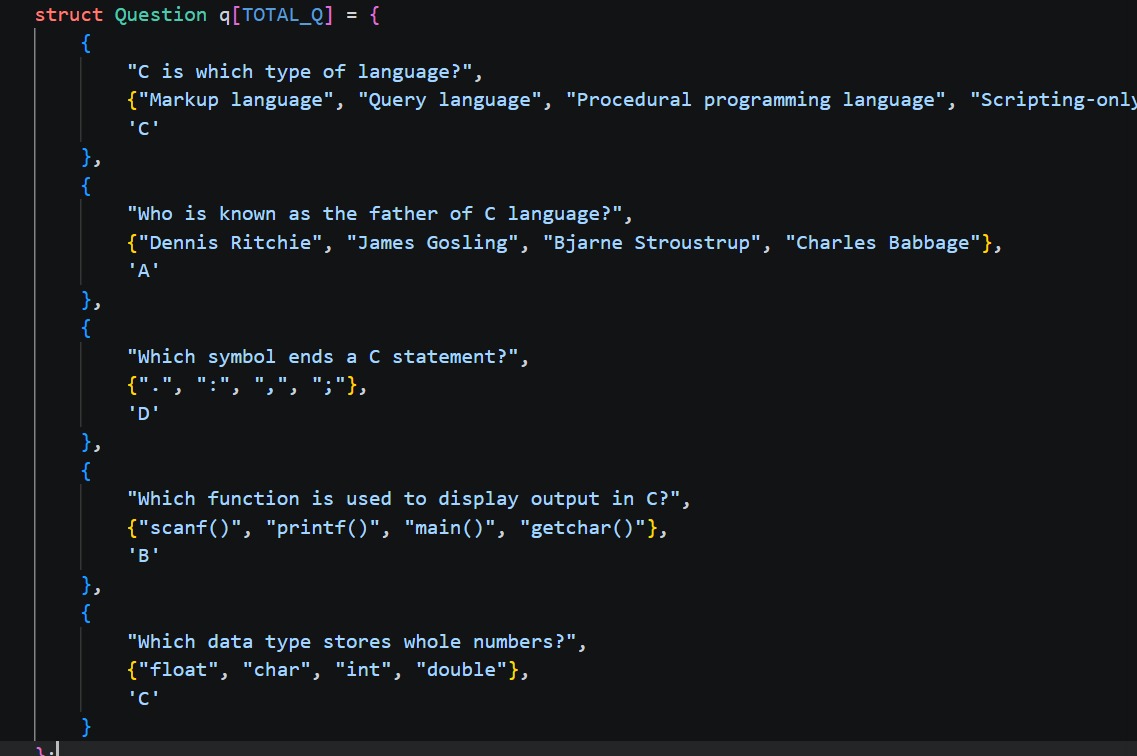 struct Question q[TOTAL_Q] = {
{
"C is which type of language?",
{"Markup language", "Query language", "Procedural programming language", "Scripting-only
'C'
},
{
"Who is known as the father of C language?",
{"Dennis Ritchie", "James Gosling", "Bjarne Stroustrup", "Charles Babbage"},
'A'
},
{
"Which symbol ends a C statement?",
{".", ":", ",", ";"},
'D'
},
{
"Which function is used to display output in C?",
{"scanf()", "printf()", "main()", "getchar()"},
'B'
},
{
"Which data type stores whole numbers?",
{"float", "char", "int", "double"},
'C'
}
};